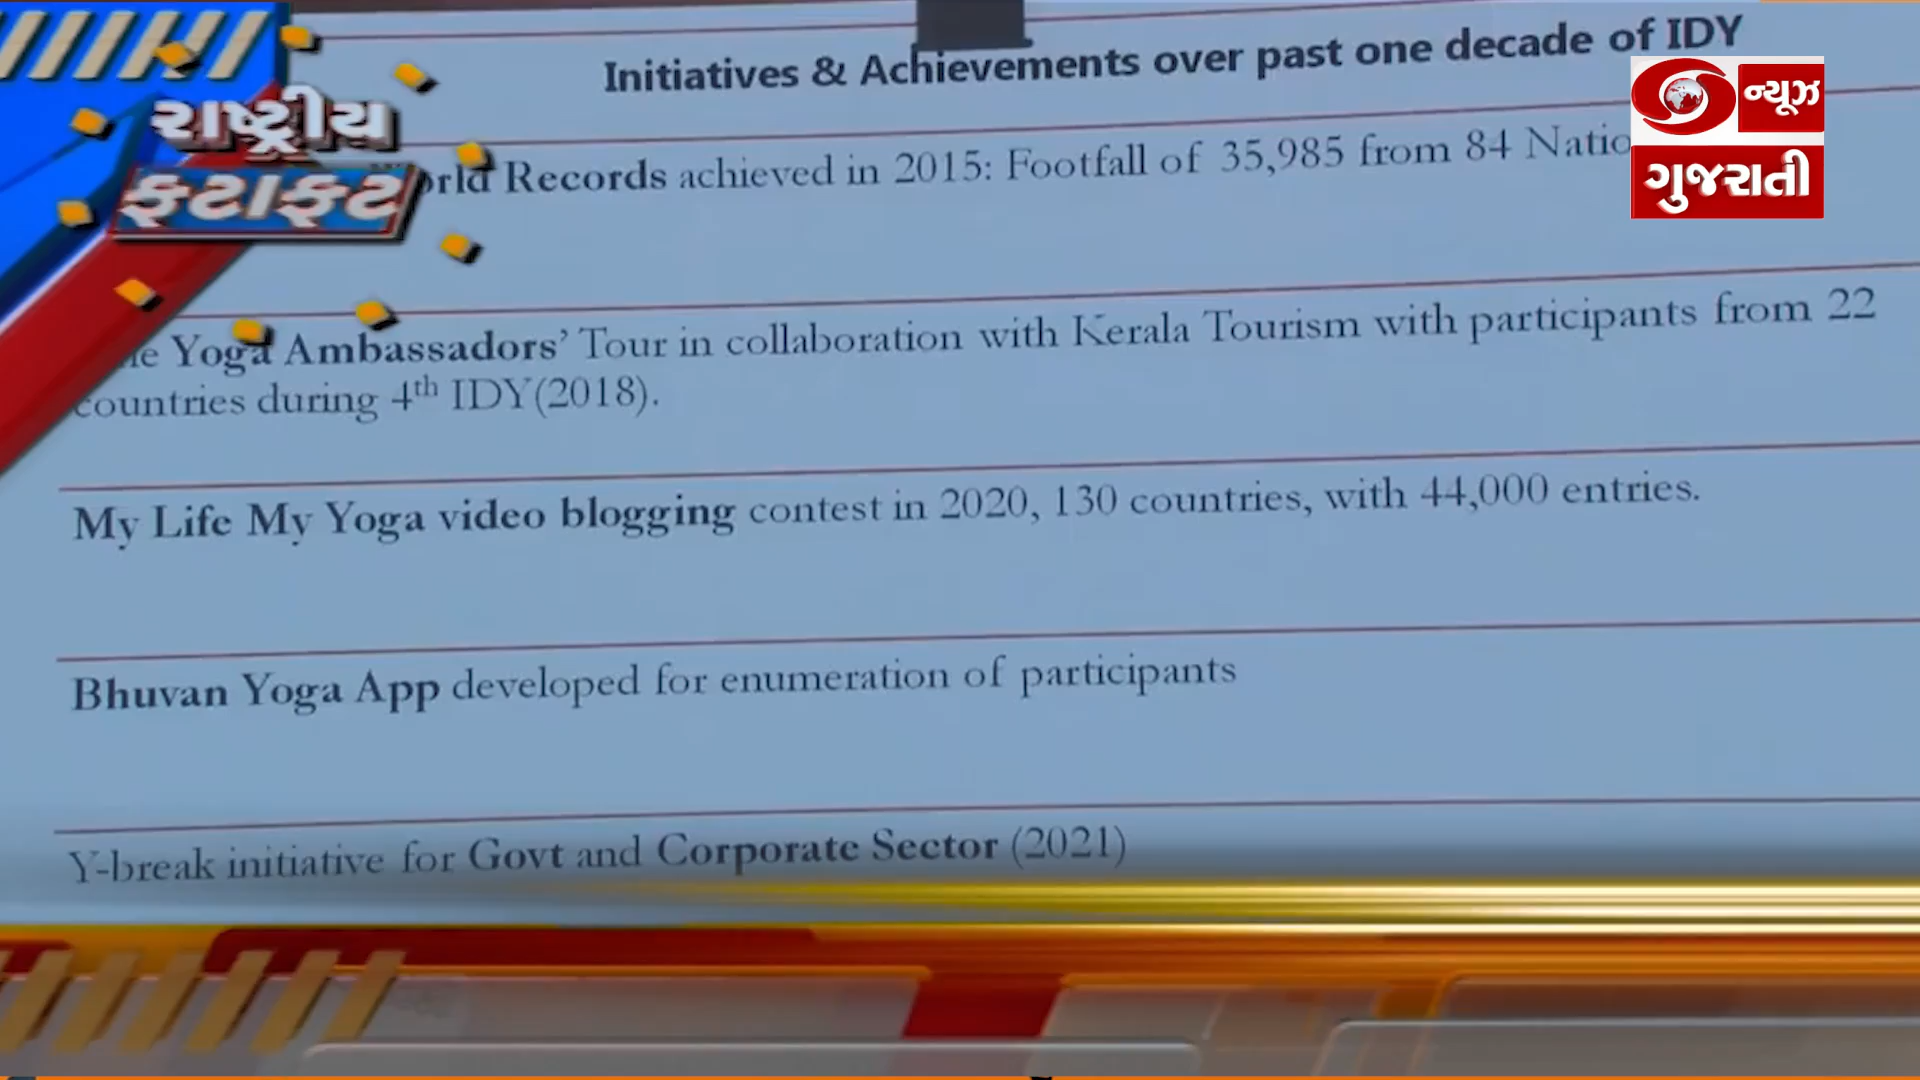 Initiatives & Achievements over past one decade of IDY
ન્યૂઝ
ગુજરાતી
રાષ્ટ્રીય
ફટાફટ
Records achieved in 2015: Footfall of 35,985 from 84
Yoga Ambassadors' Tour in collaboration with Kerala Tourism with participants from 22
countries during 4th IDY(2018).
My Life My Yoga video blogging contest in 2020, 130 countries, with 44,000 entries.
Bhuvan Yoga App developed for enumeration of participants
Y-break initiative for Govt and Corporate Sector (2021)